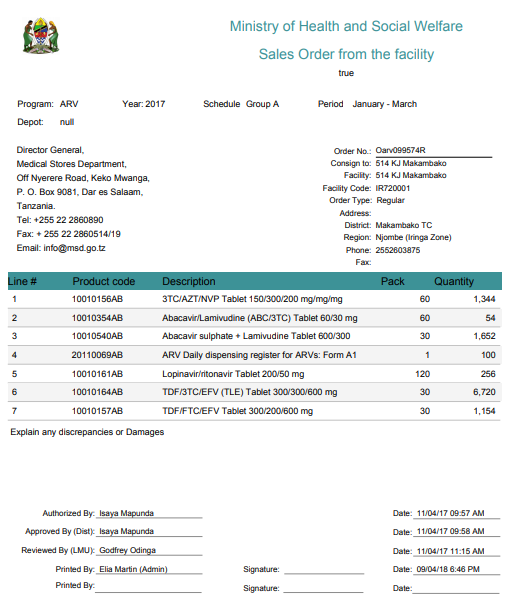 Ministry of Health and Social Welfare
Sales Order from the facility
true
Program: ARV Year: 2017 Schedule Group A Period January - March
Depot: null
Director General,
Medical Stores Department,
Off Nyerere Road, Keko Mwanga,
P. O. Box 9081, Dar es Salaam,
Tanzania.
Tel: +255 22 2860890
Fax: + 255 22 2860514/19
Email: info@msd.go.tz
Order No.: Oarv099574R
Consign to: 514 KJ Makambako
Facility: 514 KJ Makambako
Facility Code: IR720001
Order Type: Regular
Address:
District: Makambako TC
Region: Njombe (Iringa Zone)
Phone: 2552603875
Fax:
Line # Product code Description Pack Quantity
1 10010156AB 3TC/AZT/NVP Tablet 150/300/200 mg/mg/mg 60 1,344
2 10010354AB Abacavir/Lamivudine (ABC/3TC) Tablet 60/30 mg 60 54
3 10010540AB Abacavir sulphate + Lamivudine Tablet 600/300 30 1,652
4 20110069AB ARV Daily dispensing register for ARVs: Form A1 1 100
5 10010161AB Lopinavir/ritonavir Tablet 200/50 mg 120 256
6 10010164AB TDF/3TC/EFV (TLE) Tablet 300/300/600 mg 30 6,720
7 10010157AB TDF/FTC/EFV Tablet 300/200/600 mg 30 1,154
Explain any discrepancies or Damages
Authorized By: Isaya Mapunda Date: 11/04/17 09:57 AM
Approved By (Dist): Isaya Mapunda Date: 11/04/17 09:58 AM
Reviewed By (LMU): Godfrey Odinga Date: 11/04/17 11:15 AM
Printed By: Elia Martin (Admin) Signature: Date: 09/04/18 6:46 PM
Printed By: Signature: Date: